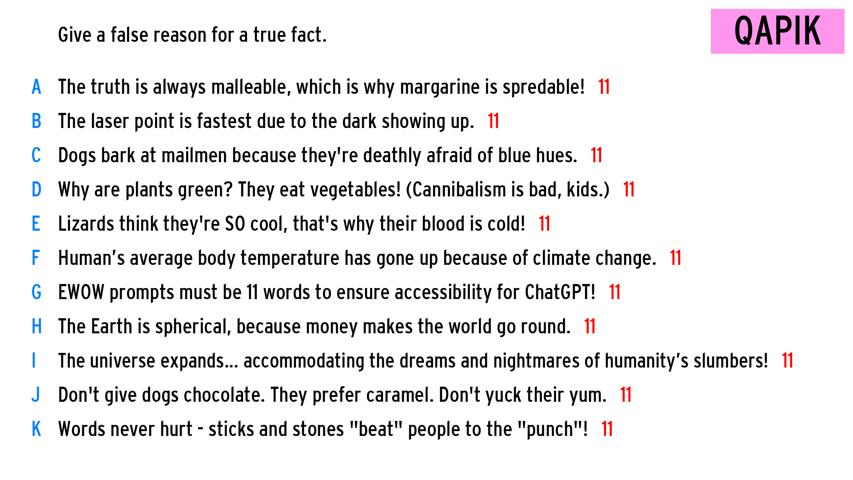 Give a false reason for a true fact.
QAPIK
A The truth is always malleable, which is why margarine is spredable! 11
B The laser point is fastest due to the dark showing up. 11
C Dogs bark at mailmen because they're deathly afraid of blue hues. 11
D Why are plants green? They eat vegetables! (Cannibalism is bad, kids.) 11
E Lizards think they're SO cool, that's why their blood is cold! 11
F Human’s average body temperature has gone up because of climate change. 11
G EWOW prompts must be 11 words to ensure accessibility for ChatGPT! 11
H The Earth is spherical, because money makes the world go round. 11
I The universe expands... accommodating the dreams and nightmares of humanity’s slumbers! 11
J Don't give dogs chocolate. They prefer caramel. Don't yuck their yum. 11
K Words never hurt - sticks and stones "beat" people to the "punch"! 11